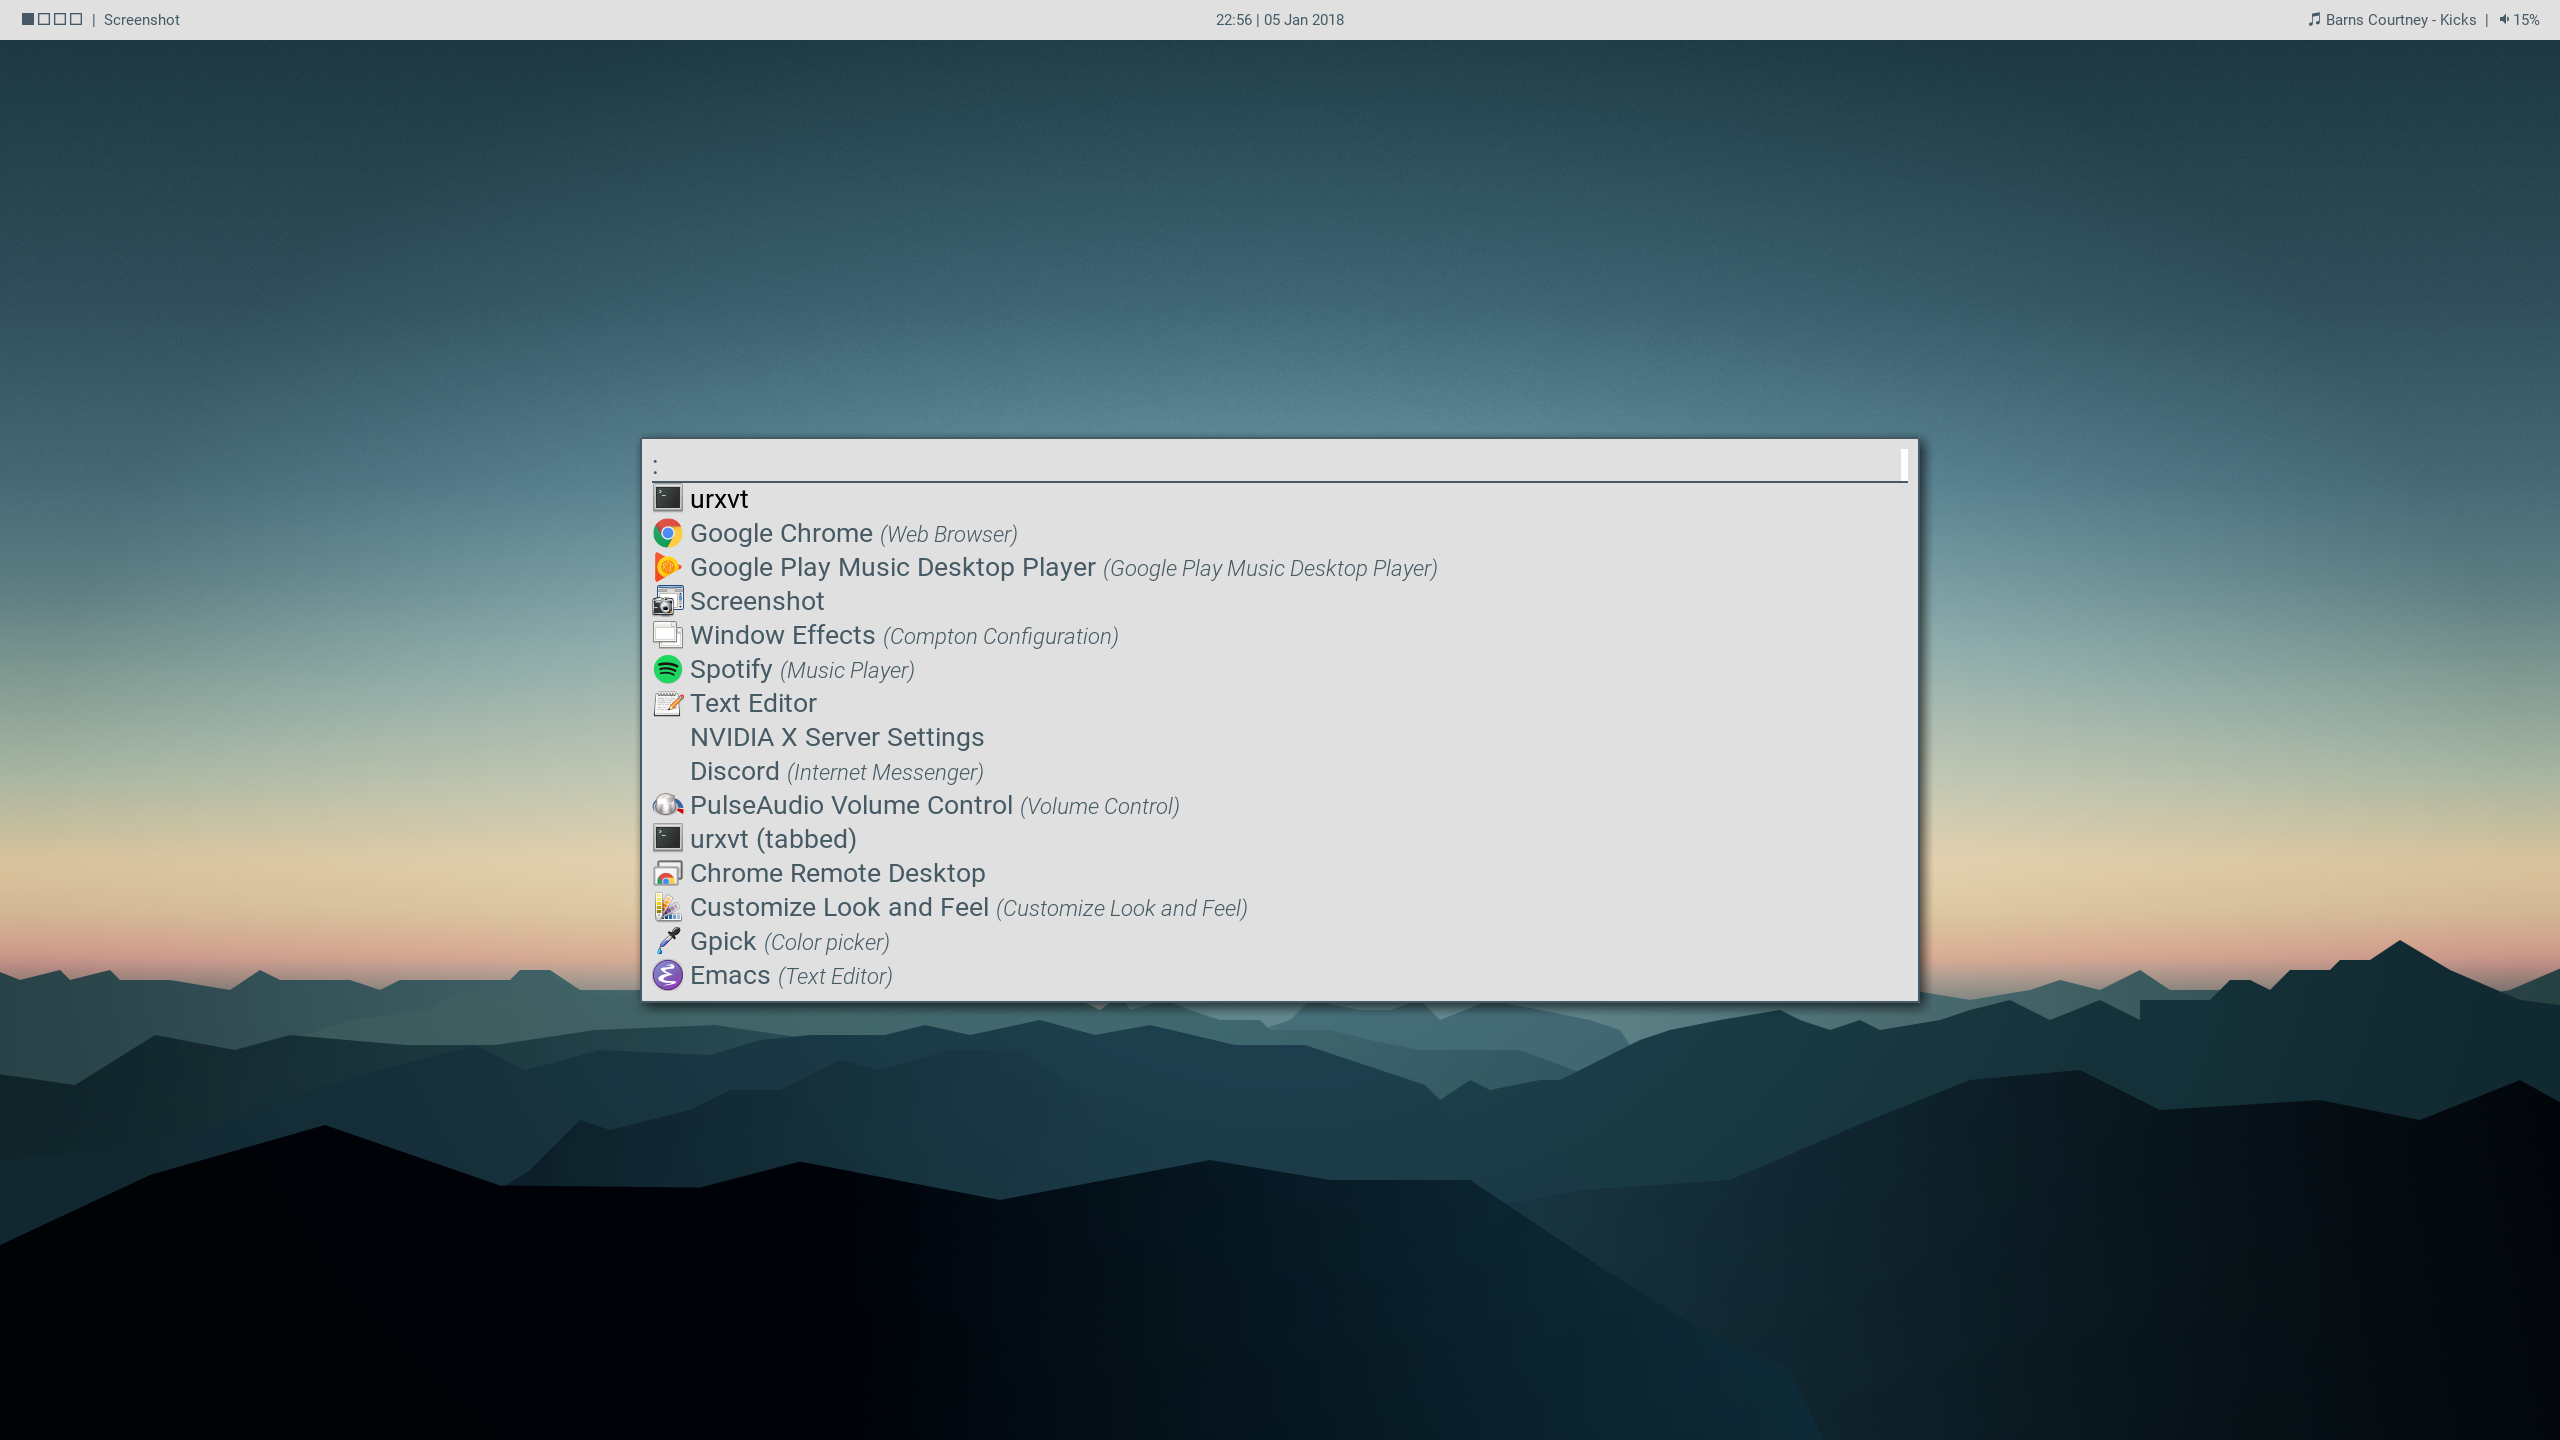 | Screenshot
22:56 | 05 Jan 2018
Barns Courtney - Kicks | 15%
:
urxvt
Google Chrome (Web Browser)
Google Play Music Desktop Player (Google Play Music Desktop Player)
Screenshot
Window Effects (Compton Configuration)
Spotify (Music Player)
Text Editor
NVIDIA X Server Settings
Discord (Internet Messenger)
PulseAudio Volume Control (Volume Control)
urxvt (tabbed)
Chrome Remote Desktop
Customize Look and Feel (Customize Look and Feel)
Gpick (Color picker)
Emacs (Text Editor)